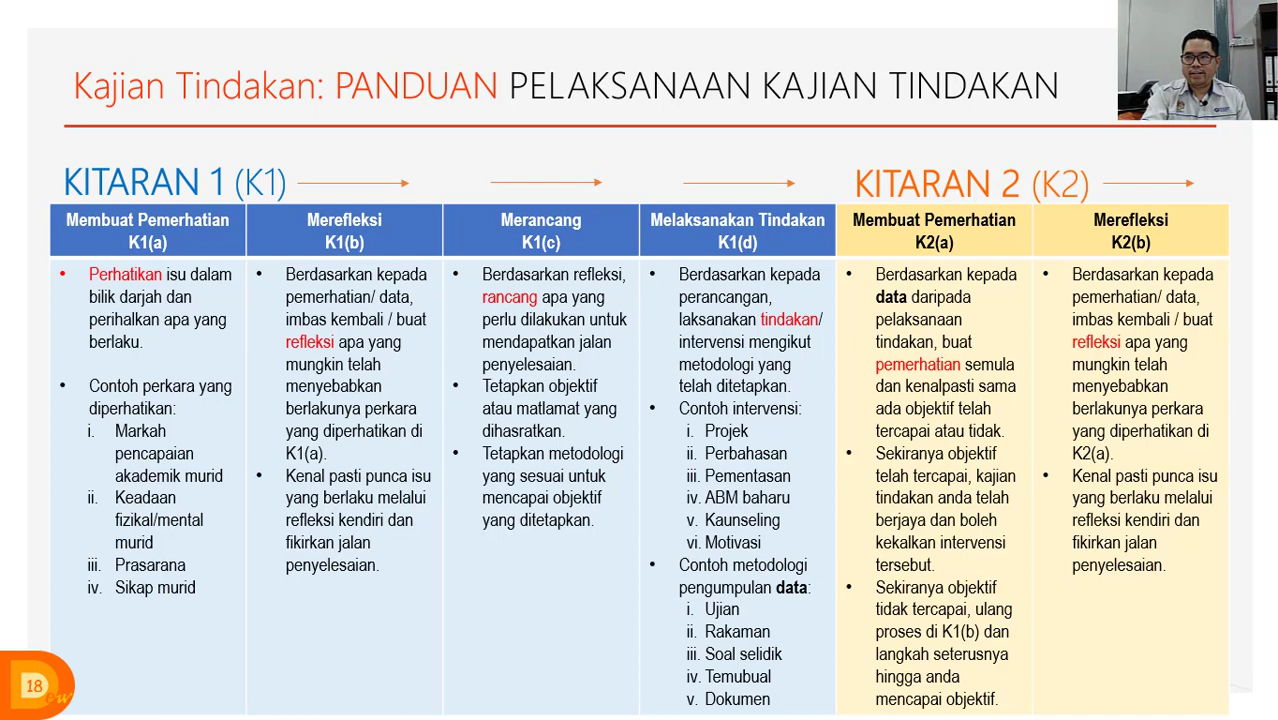 Kajian Tindakan: PANDUAN PELAKSANAAN KAJIAN TINDAKAN
KITARAN 1 (K1)
KITARAN 2 (K2)
Membuat Pemerhatian
K1(a)
• Perhatikan isu dalam
bilik darjah dan
perihalkan apa yang
berlaku.
• Contoh perkara yang
diperhatikan:
i. Markah
pencapaian
akademik murid
ii. Keadaan
fizikal/mental
murid
iii. Prasarana
iv. Sikap murid
Merefleksi
K1(b)
• Berdasarkan kepada
pemerhatian/ data,
imbas kembali / buat
refleksi apa yang
mungkin telah
menyebabkan
berlakunya perkara
yang diperhatikan di
K1(a).
• Kenal pasti punca isu
yang berlaku melalui
refleksi kendiri dan
fikirkan jalan
penyelesaian.
Merancang
K1(c)
• Berdasarkan refleksi,
rancang apa yang
perlu dilakukan untuk
mendapatkan jalan
penyelesaian.
• Tetapkan objektif
atau matlamat yang
dihasratkan.
• Tetapkan metodologi
yang sesuai untuk
mencapai objektif
yang ditetapkan.
Melaksanakan Tindakan
K1(d)
• Berdasarkan kepada
perancangan,
laksanakan tindakan/
intervensi mengikut
metodologi yang
telah ditetapkan.
• Contoh intervensi:
i. Projek
ii. Perbahasan
iii. Pementasan
iv. ABM baharu
v. Kaunseling
vi. Motivasi
• Contoh metodologi
pengumpulan data:
i. Ujian
ii. Rakaman
iii. Soal selidik
iv. Temubual
v. Dokumen
Membuat Pemerhatian
K2(a)
• Berdasarkan kepada
data daripada
pelaksanaan
tindakan, buat
pemerhatian semula
dan kenalpasti sama
ada objektif telah
tercapai atau tidak.
• Sekiranya objektif
telah tercapai, kajian
tindakan anda telah
berjaya dan boleh
kekalkan intervensi
tersebut.
• Sekiranya objektif
tidak tercapai, ulang
proses di K1(b) dan
langkah seterusnya
hingga anda
mencapai objektif.
Merefleksi
K2(b)
• Berdasarkan kepada
pemerhatian/ data,
imbas kembali / buat
refleksi apa yang
mungkin telah
menyebabkan
berlakunya perkara
yang diperhatikan di
K2(a).
• Kenal pasti punca isu
yang berlaku melalui
refleksi kendiri dan
fikirkan jalan
penyelesaian.
18